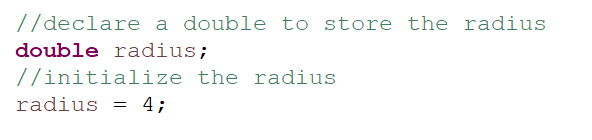 //declare a double to store the radius
double radius;
//initialize the radius
radius = 4;